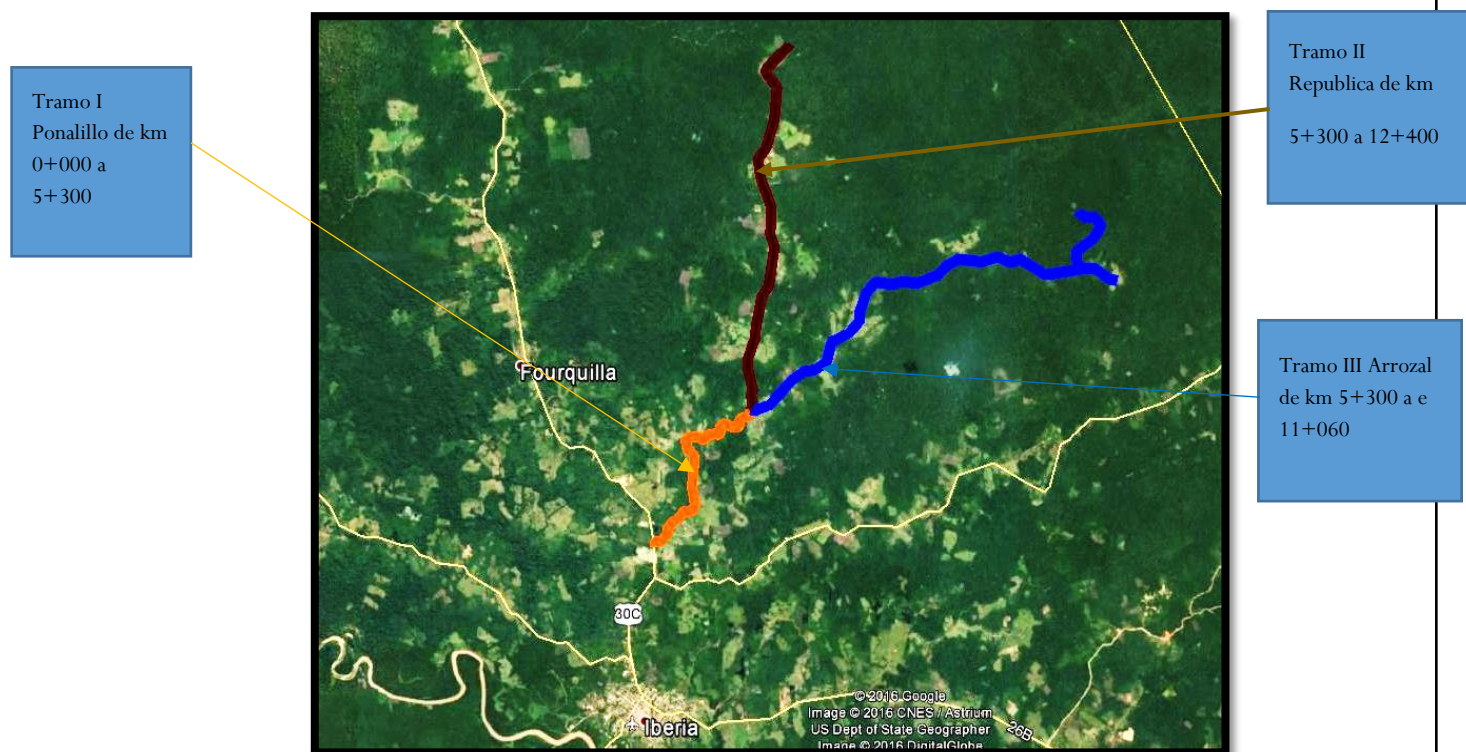 Tramo I
Ponalillo de km
0+000 a
5+300
Tramo II
Republica de km
5+300 a 12+400
Tramo III Arrozal
de km 5+300 a e
11+060
Fourquilla
30C
Iberia
26B
© 2016 Google
Image © 2016 CNES / Astrium
US Dept of State Geographer
Image © 2016 DigitalGlobe